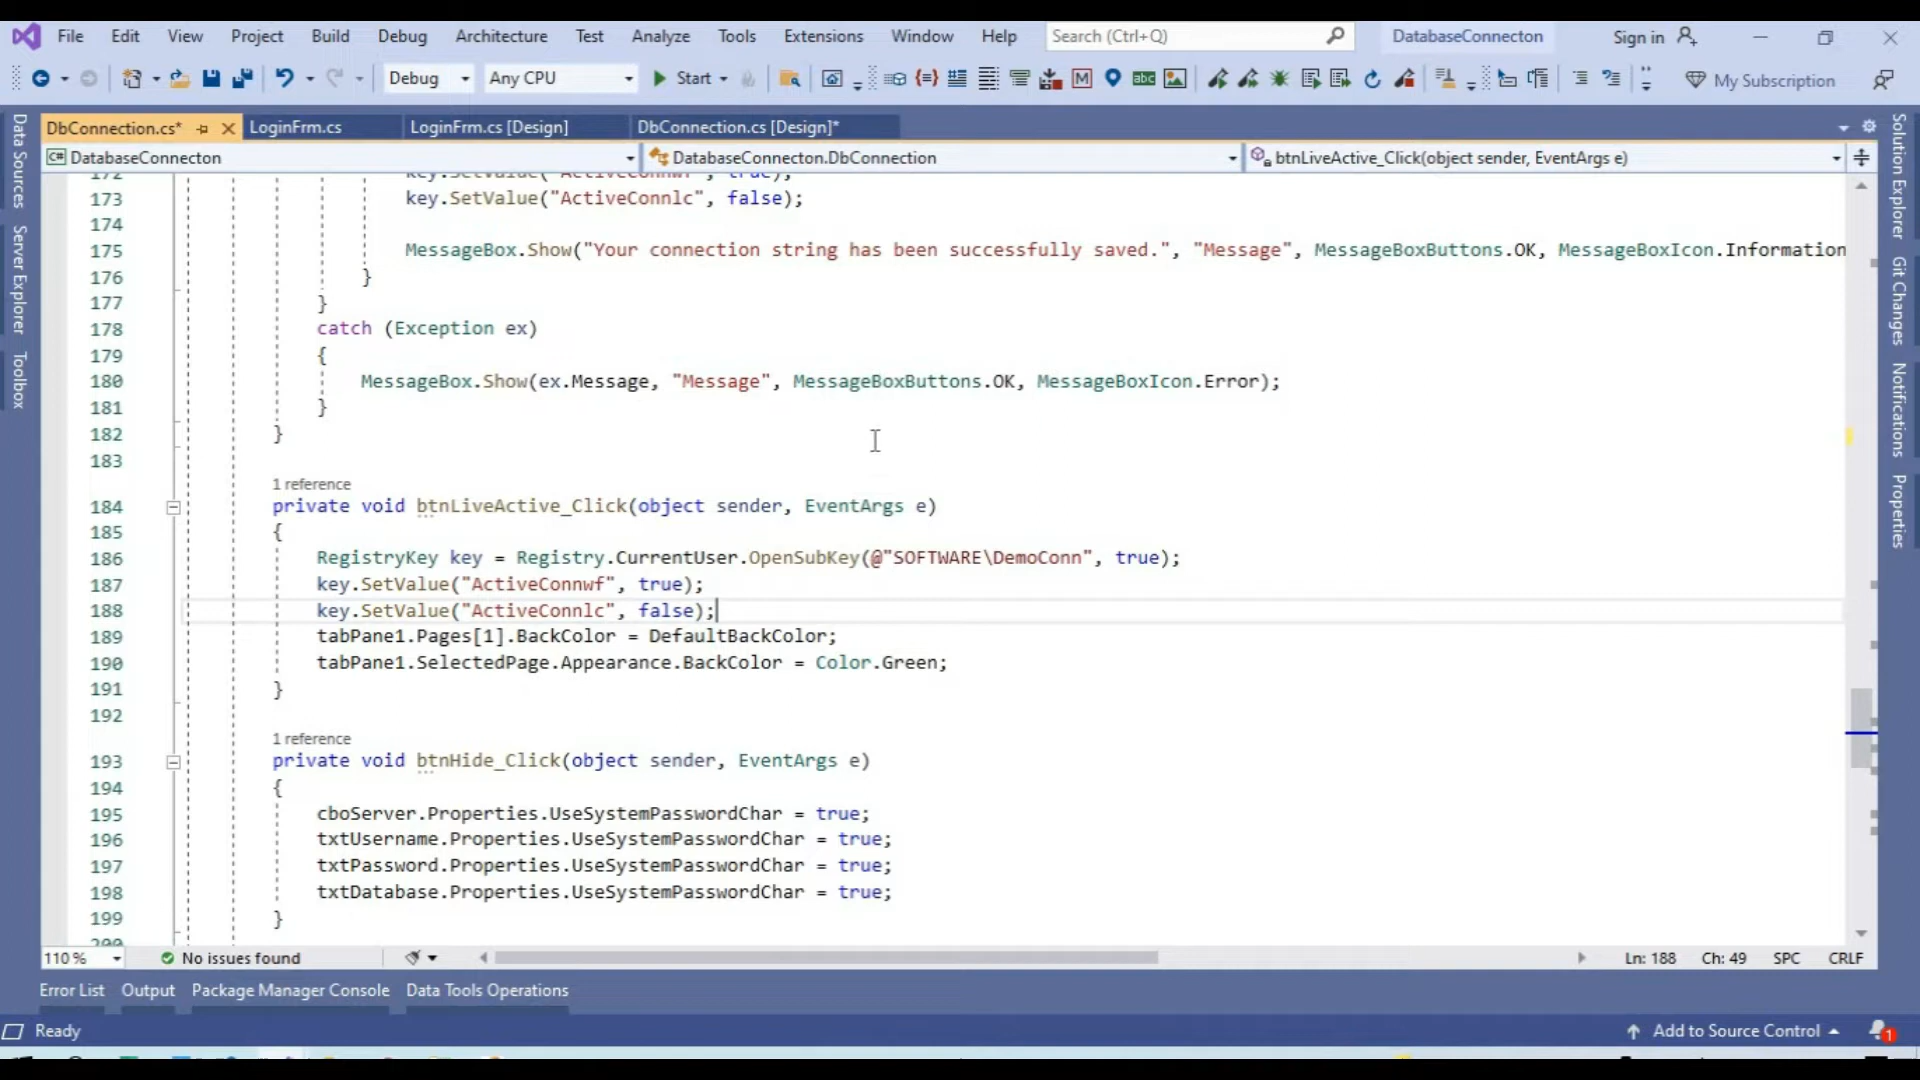 File Edit View Project Build Debug Architecture Test Analyze Tools Extensions Window Help Search (Ctrl+Q) DatabaseConnecton Sign in
Debug Any CPU Start My Subscription
DbConnection.cs* LoginFrm.cs LoginFrm.cs [Design] DbConnection.cs [Design]*
DatabaseConnecton DatabaseConnecton.DbConnection btnLiveActive_Click(object sender, EventArgs e)
Data Sources
Server Explorer
Toolbox
172 key.SetValue("ActiveConnwf", true);
173 key.SetValue("ActiveConnlc", false);
174
175 MessageBox.Show("Your connection string has been successfully saved.", "Message", MessageBoxButtons.OK, MessageBoxIcon.Information
176 }
177 }
178 catch (Exception ex)
179 {
180 MessageBox.Show(ex.Message, "Message", MessageBoxButtons.OK, MessageBoxIcon.Error);
181 }
182 }
183
1 reference
184 private void btnLiveActive_Click(object sender, EventArgs e)
185 {
186 RegistryKey key = Registry.CurrentUser.OpenSubKey(@"SOFTWARE\DemoConn", true);
187 key.SetValue("ActiveConnwf", true);
188 key.SetValue("ActiveConnlc", false);
189 tabPane1.Pages[1].BackColor = DefaultBackColor;
190 tabPane1.SelectedPage.Appearance.BackColor = Color.Green;
191 }
192
1 reference
193 private void btnHide_Click(object sender, EventArgs e)
194 {
195 cboServer.Properties.UseSystemPasswordChar = true;
196 txtUsername.Properties.UseSystemPasswordChar = true;
197 txtPassword.Properties.UseSystemPasswordChar = true;
198 txtDatabase.Properties.UseSystemPasswordChar = true;
199 }
200
Solution Explorer
Git Changes
Notifications
Properties
110 % No issues found Ln: 188 Ch: 49 SPC CRLF
Error List Output Package Manager Console Data Tools Operations
Ready Add to Source Control 1